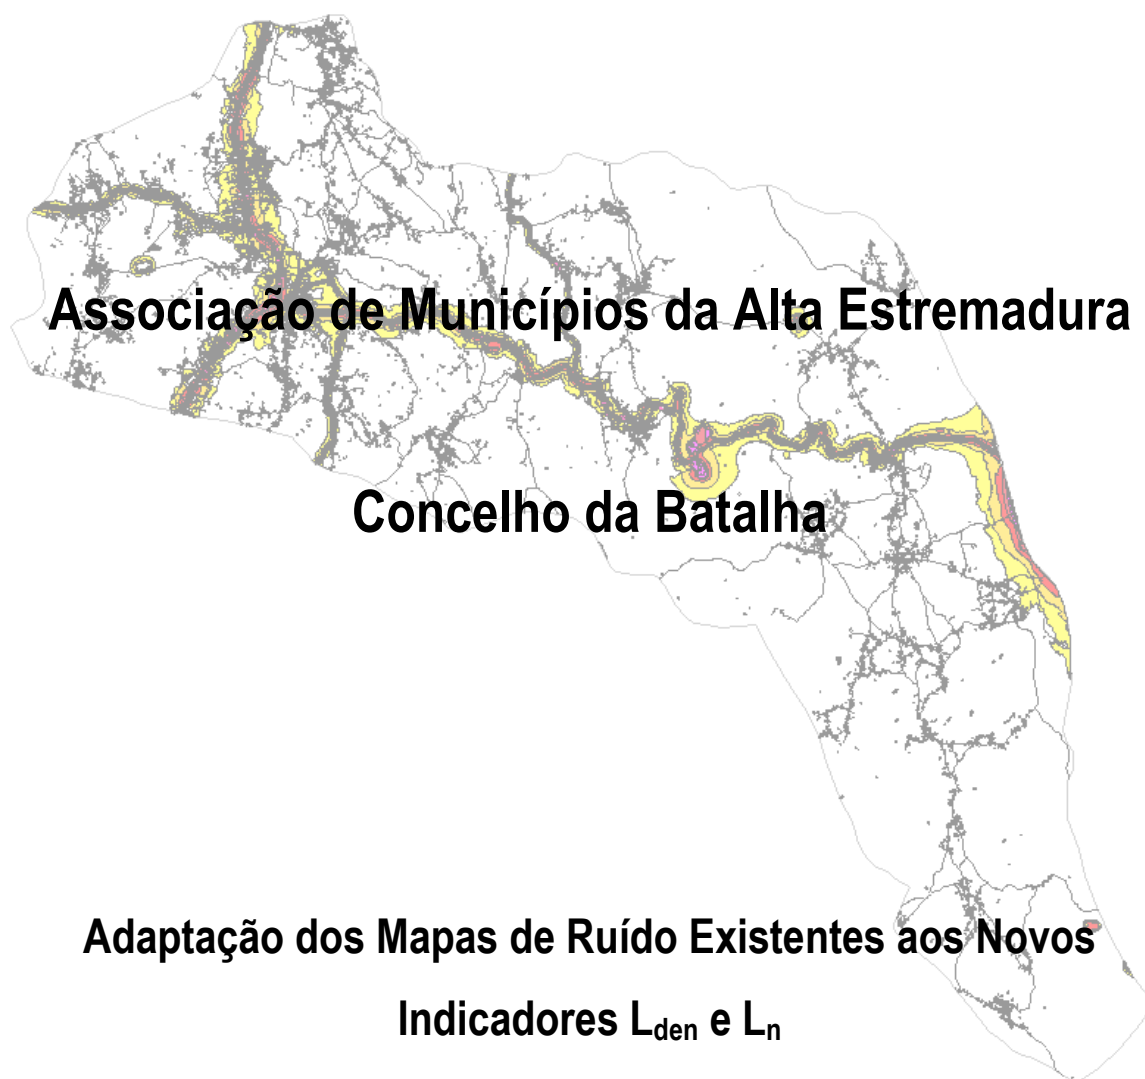 Associação de Municípios da Alta Estremadura
Concelho da Batalha
Adaptação dos Mapas de Ruído Existentes aos Novos
Indicadores Lden e Ln